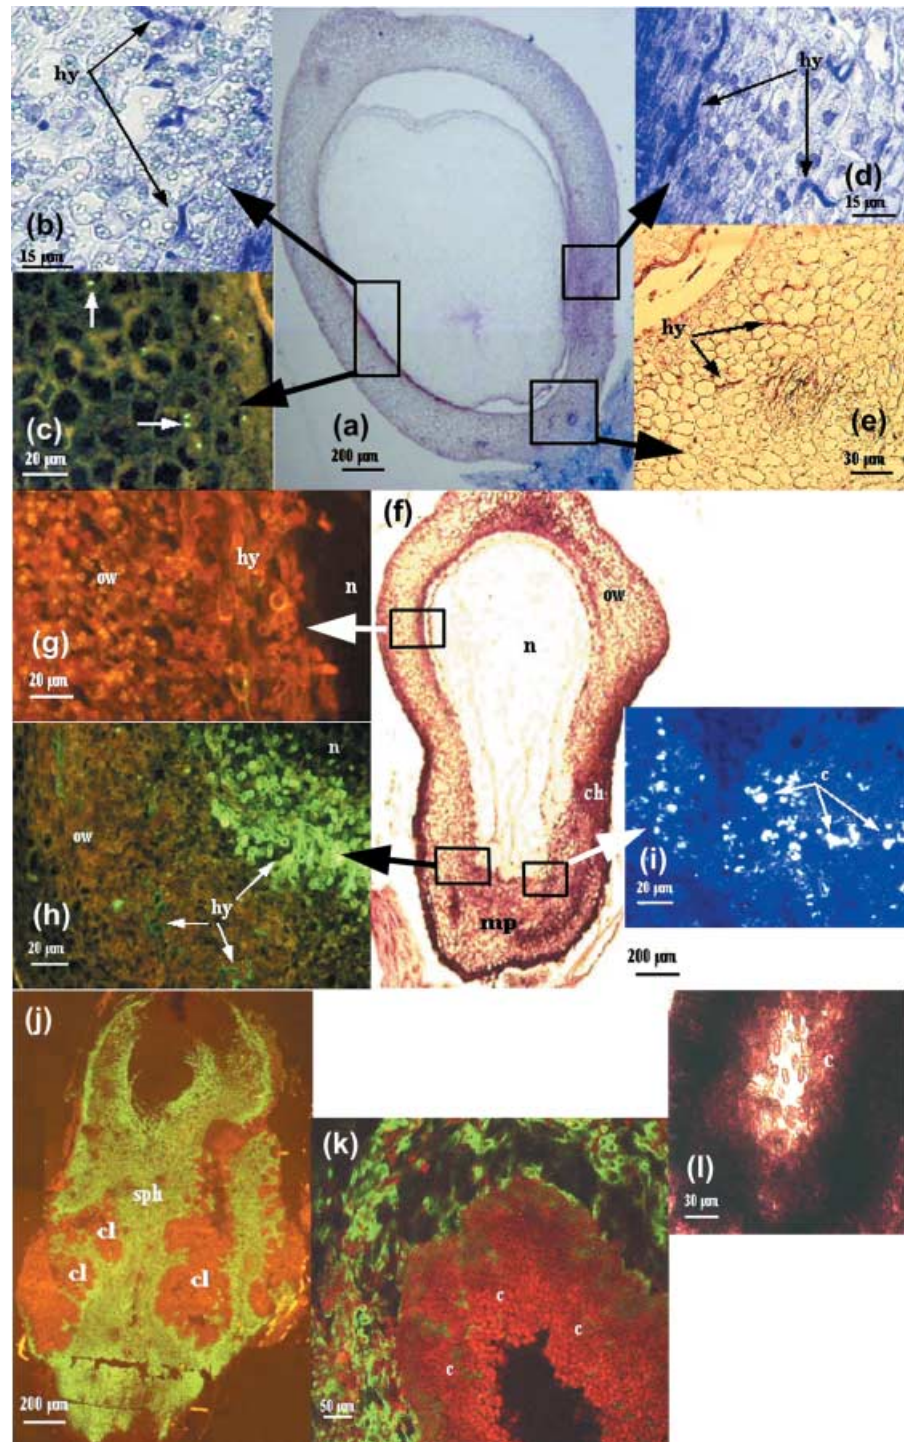 hy
(b)
15 µm
(a)
200 µm
hy
(d)
15 µm
(c)
20 µm
hy
(e)
30 µm
(f)
ow
hy
n
(g)
20 µm
ow
n
ch
mp
n
ow
hy
(h)
20 µm
c
(i)
20 µm
200 µm
(j)
sph
cl
cl
cl
200 µm
(k)
c
c
c
50 µm
c
(l)
30 µm